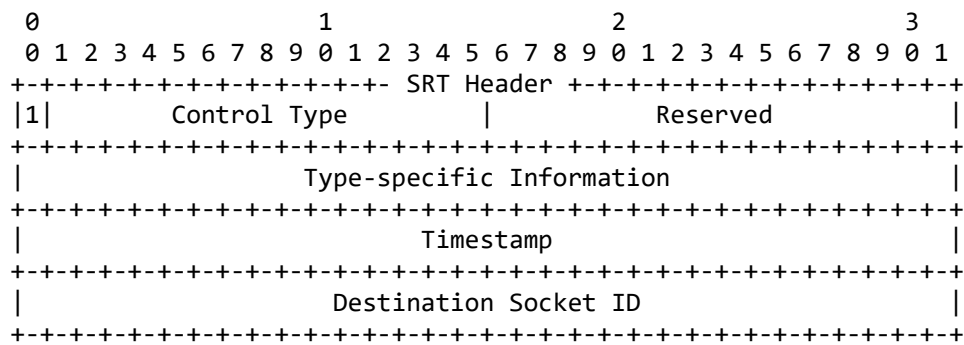 0                   1                   2                   3
 0 1 2 3 4 5 6 7 8 9 0 1 2 3 4 5 6 7 8 9 0 1 2 3 4 5 6 7 8 9 0 1
+-+-+-+-+-+-+-+-+-+-+-+-+- SRT Header +-+-+-+-+-+-+-+-+-+-+-+-+-+
|1|        Control Type         |           Reserved            |
+-+-+-+-+-+-+-+-+-+-+-+-+-+-+-+-+-+-+-+-+-+-+-+-+-+-+-+-+-+-+-+-+
|                   Type-specific Information                   |
+-+-+-+-+-+-+-+-+-+-+-+-+-+-+-+-+-+-+-+-+-+-+-+-+-+-+-+-+-+-+-+-+
|                           Timestamp                           |
+-+-+-+-+-+-+-+-+-+-+-+-+-+-+-+-+-+-+-+-+-+-+-+-+-+-+-+-+-+-+-+-+
|                     Destination Socket ID                     |
+-+-+-+-+-+-+-+-+-+-+-+-+-+-+-+-+-+-+-+-+-+-+-+-+-+-+-+-+-+-+-+-+